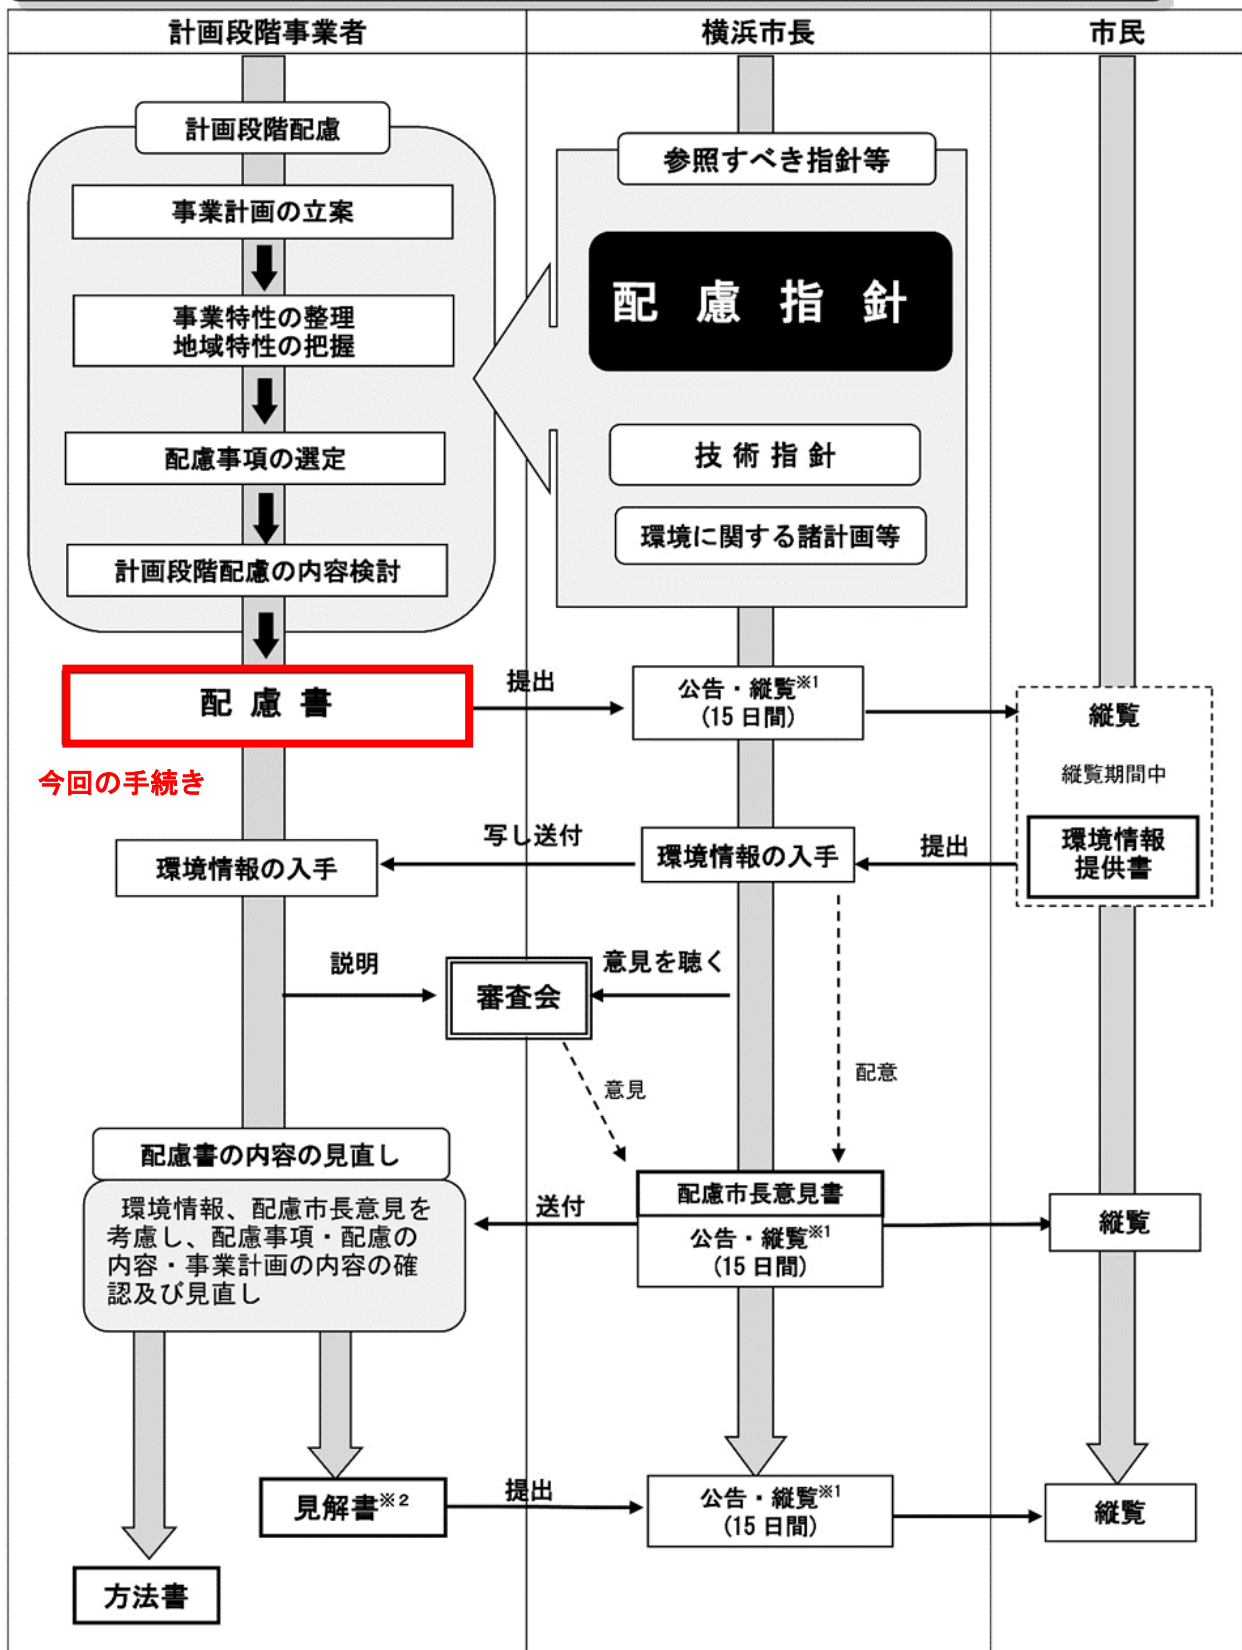 計画段階事業者
横浜市長
市民
計画段階配慮
事業計画の立案
事業特性の整理
地域特性の把握
配慮事項の選定
計画段階配慮の内容検討
参照すべき指針等
配慮指針
技術指針
環境に関する諸計画等
配慮書
提出
公告・縦覧※1
(15日間)
縦覧
縦覧期間中
今回の手続き
環境情報
提供書
提出
環境情報の入手
写し送付
環境情報の入手
説明
審査会
意見を聴く
意見
配意
配慮書の内容の見直し
環境情報、配慮市長意見を
考慮し、配慮事項・配慮の
内容・事業計画の内容の確
認及び見直し
送付
配慮市長意見書
公告・縦覧※1
(15日間)
縦覧
見解書※2
提出
公告・縦覧※1
(15日間)
縦覧
方法書